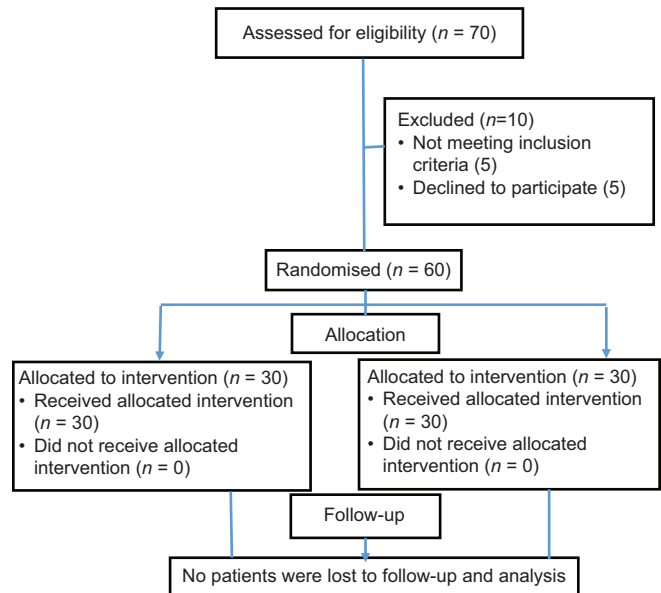 Assessed for eligibility (n = 70)
Excluded (n=10)
• Not meeting inclusion
criteria (5)
• Declined to participate (5)
Randomised (n = 60)
Allocation
Allocated to intervention (n = 30)
• Received allocated intervention
(n = 30)
• Did not receive allocated
intervention (n = 0)
Allocated to intervention (n = 30)
• Received allocated intervention
(n = 30)
• Did not receive allocated
intervention (n = 0)
Follow-up
No patients were lost to follow-up and analysis